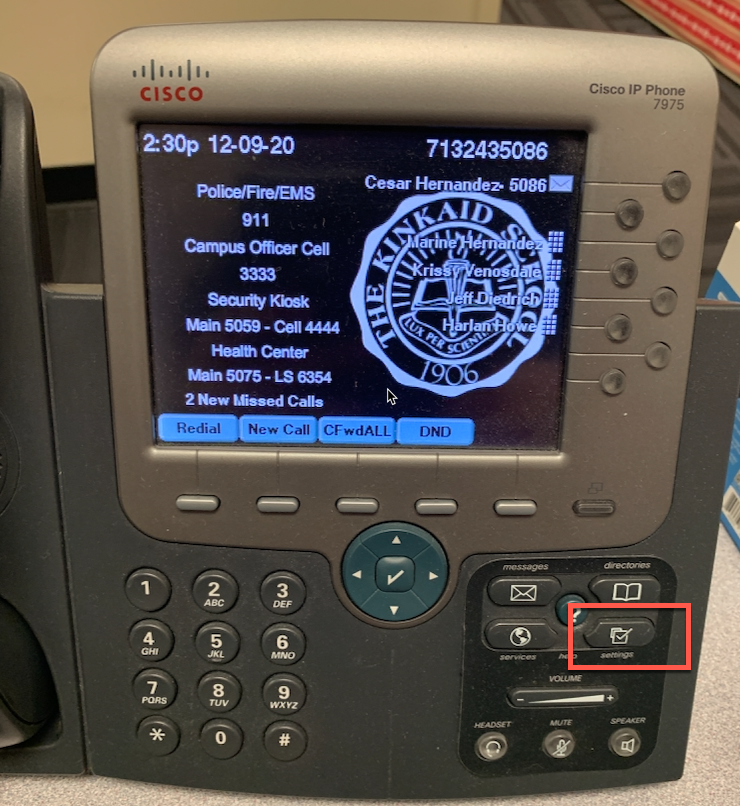 CISCO
Cisco IP Phone
7975
2:30p 12-09-20
7132435086
Cesar Hernandez- 5086
Police/Fire/EMS
911
Campus Officer Cell
3333
Security Kiosk
Main 5059 - Cell 4444
Health Center
Main 5075 - LS 6354
2 New Missed Calls
Marine Hernandez
Krissy Venosdale
Jeff Diedrich
Harlan Howe
THE KINKAID SCHOOL
LUX PER SCIENTIAM
1906
Redial New Call CFwdALL DND
messages directories
services help settings
VOLUME
- +
HEADSET MUTE SPEAKER
1 2 ABC 3 DEF
4 GHI 5 JKL 6 MNO
7 PQRS 8 TUV 9 WXYZ
* 0 #